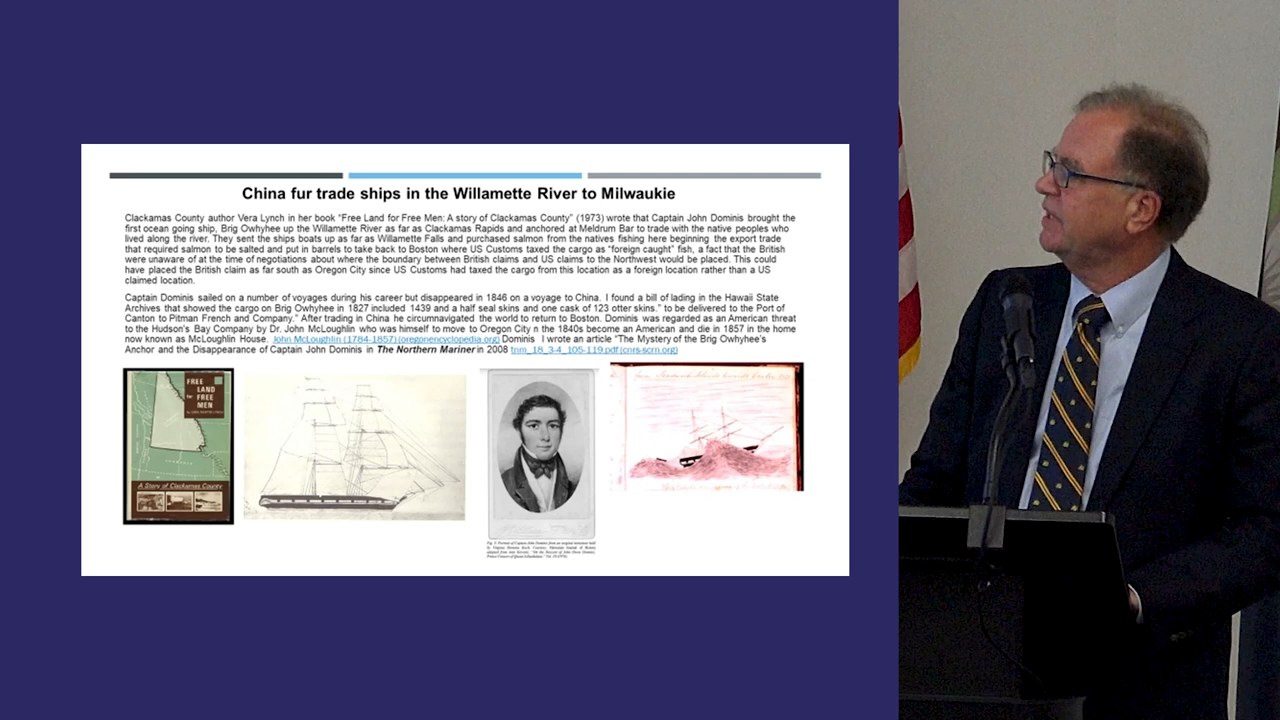 China fur trade ships in the Willamette River to Milwaukie
Clackamas County author Vera Lynch in her book “Free Land for Free Men: A story of Clackamas County” (1973) wrote that Captain John Dominis brought the
first ocean going ship, Brig Owhyhee up the Willamette River as far as Clackamas Rapids and anchored at Meldrum Bar to trade with the native peoples who
lived along the river. They sent the ships boats up as far as Willamette Falls and purchased salmon from the natives fishing here beginning the export trade
that required salmon to be salted and put in barrels to take back to Boston where US Customs taxed the cargo as “foreign caught” fish, a fact that the British
were unaware of at the time of negotiations about where the boundary between British claims and US claims to the Northwest would be placed. This could
have placed the British claim as far south as Oregon City since US Customs had taxed the cargo from this location as a foreign location rather than a US
claimed location.
Captain Dominis sailed on a number of voyages during his career but disappeared in 1846 on a voyage to China. I found a bill of lading in the Hawaii State
Archives that showed the cargo on Brig Owhyhee in 1827 included 1439 and a half seal skins and one cask of 123 otter skins.” to be delivered to the Port of
Canton to Pitman French and Company.” After trading in China he circumnavigated the world to return to Boston. Dominis was regarded as an American threat
to the Hudson’s Bay Company by Dr. John McLoughlin who was himself to move to Oregon City n the 1840s become an American and die in 1857 in the home
now known as McLoughlin House. John McLoughlin (1784-1857) (oregonencyclopedia.org) Dominis I wrote an article “The Mystery of the Brig Owhyhee’s
Anchor and the Disappearance of Captain John Dominis in The Northern Mariner in 2008 tnm_18_3-4_105-119.pdf (cnrs-scrn.org)
FREE
LAND
for FREE
MEN
A Story of Clackamas County